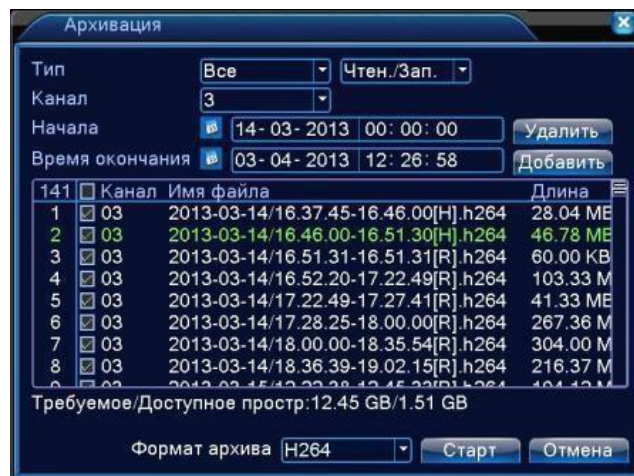 Архивация
Тип Все Чтен./Зап.
Канал 3
Начала 14-03-2013 00:00:00 Удалить
Время окончания 03-04-2013 12:26:58 Добавить
141 Канал Имя файла Длина
1 03 2013-03-14/16.37.45-16.46.00[H].h264 28.04 MB
2 03 2013-03-14/16.46.00-16.51.30[H].h264 46.78 MB
3 03 2013-03-14/16.51.31-16.51.31[R].h264 60.00 KB
4 03 2013-03-14/16.52.20-17.22.49[R].h264 103.33 M
5 03 2013-03-14/17.22.49-17.27.41[R].h264 41.33 MB
6 03 2013-03-14/17.28.25-18.00.00[R].h264 267.36 M
7 03 2013-03-14/18.00.00-18.35.54[R].h264 304.00 M
8 03 2013-03-14/18.36.39-19.02.15[R].h264 216.37 M
Требуемое/Доступное простр:12.45 GB/1.51 GB
Формат архива H264 Старт Отмена